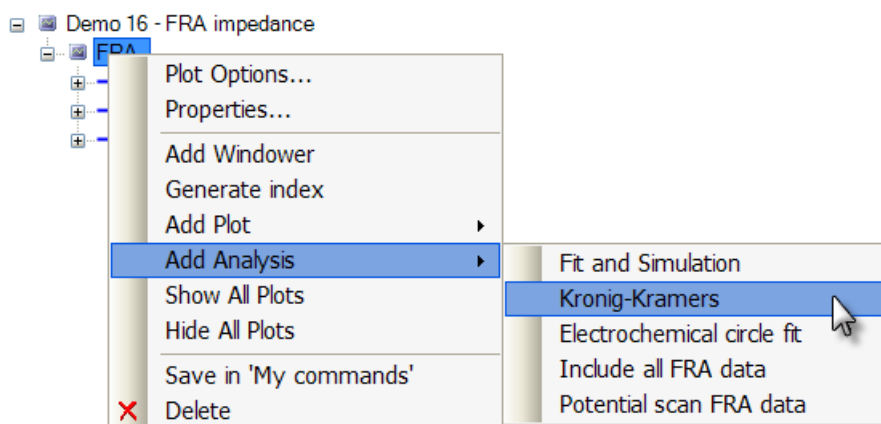 Demo 16 - FRA impedance
FRA
Plot Options...
Properties...
Add Windower
Generate index
Add Plot
Add Analysis
Show All Plots
Hide All Plots
Save in 'My commands'
Delete
Fit and Simulation
Kronig-Kramers
Electrochemical circle fit
Include all FRA data
Potential scan FRA data